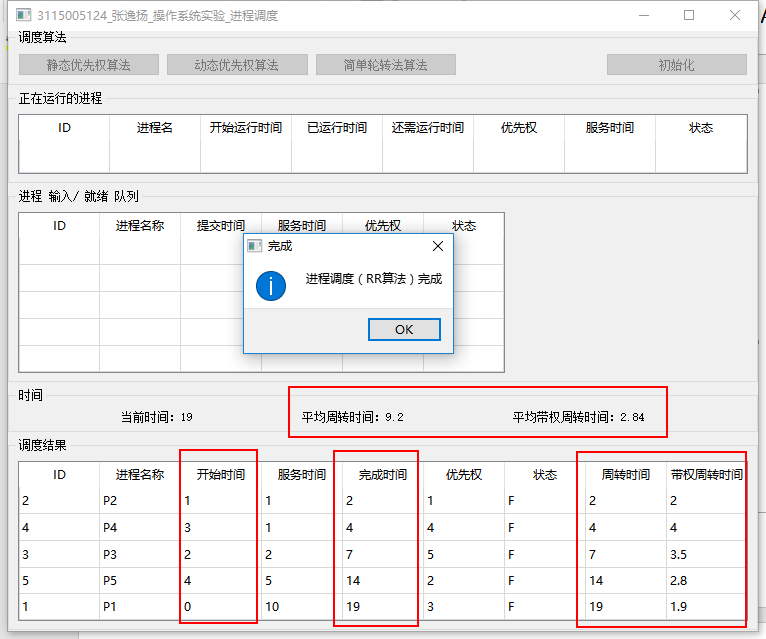 3115005124_张逸扬_操作系统实验_进程调度
调度算法
静态优先权算法 动态优先权算法 简单轮转法算法 初始化
正在运行的进程
ID 进程名 开始运行时间 已运行时间 还需运行时间 优先权 服务时间 状态
进程 输入/ 就绪 队列
ID 进程名称 提交时间 服务时间 优先权 状态
完成
进程调度（RR算法）完成
OK
时间
当前时间：19 平均周转时间：9.2 平均带权周转时间：2.84
调度结果
ID 进程名称 开始时间 服务时间 完成时间 优先权 状态 周转时间 带权周转时间
2 P2 1 1 2 1 F 2 2
4 P4 3 1 4 4 F 4 4
3 P3 2 2 7 5 F 7 3.5
5 P5 4 5 14 2 F 14 2.8
1 P1 0 10 19 3 F 19 1.9